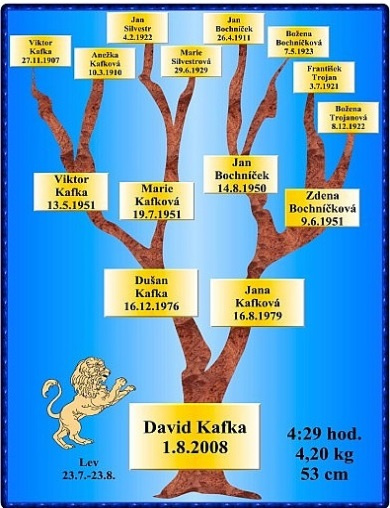 Viktor
Kafka
27.11.1907
Anežka
Kafková
10.3.1910
Jan
Silvestr
4.2.1922
Marie
Silvestrová
29.6.1929
Jan
Bochníček
26.4.1911
Božena
Bochníčková
7.5.1923
František
Trojan
3.7.1921
Božena
Trojanová
8.12.1922
Viktor
Kafka
13.5.1951
Marie
Kafková
19.7.1951
Jan
Bochníček
14.8.1950
Zdena
Bochníčková
9.6.1951
Dušan
Kafka
16.12.1976
Jana
Kafková
16.8.1979
David Kafka
1.8.2008
Lev
23.7.-23.8.
4:29 hod.
4,20 kg
53 cm